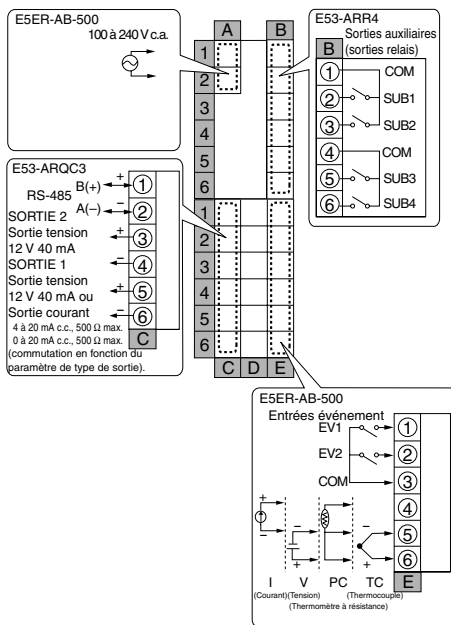 E5ER-AB-500
100 à 240 V c.a.
A
B
1
2
3
4
5
6
1
2
3
4
5
6
C
D
E
E53-ARR4
Sorties auxiliaires
(sorties relais)
B
1
COM
2
SUB1
3
SUB2
4
COM
5
SUB3
6
SUB4
E53-ARQC3
RS-485
B(+)
+
1
A(−)
−
2
SORTIE 2
Sortie tension
12 V 40 mA
+
3
−
4
SORTIE 1
Sortie tension
12 V 40 mA ou
Sortie courant
+
5
−
6
4 à 20 mA c.c., 500 Ω max.
0 à 20 mA c.c., 500 Ω max.
(commutation en fonction du
paramètre de type de sortie).
C
E5ER-AB-500
Entrées événement
EV1
1
EV2
2
COM
3
4
5
6
+
−
−
+
−
+
I
V
PC
TC
E
(Courant)
(Tension)
(Thermocouple)
(Thermomètre à résistance)